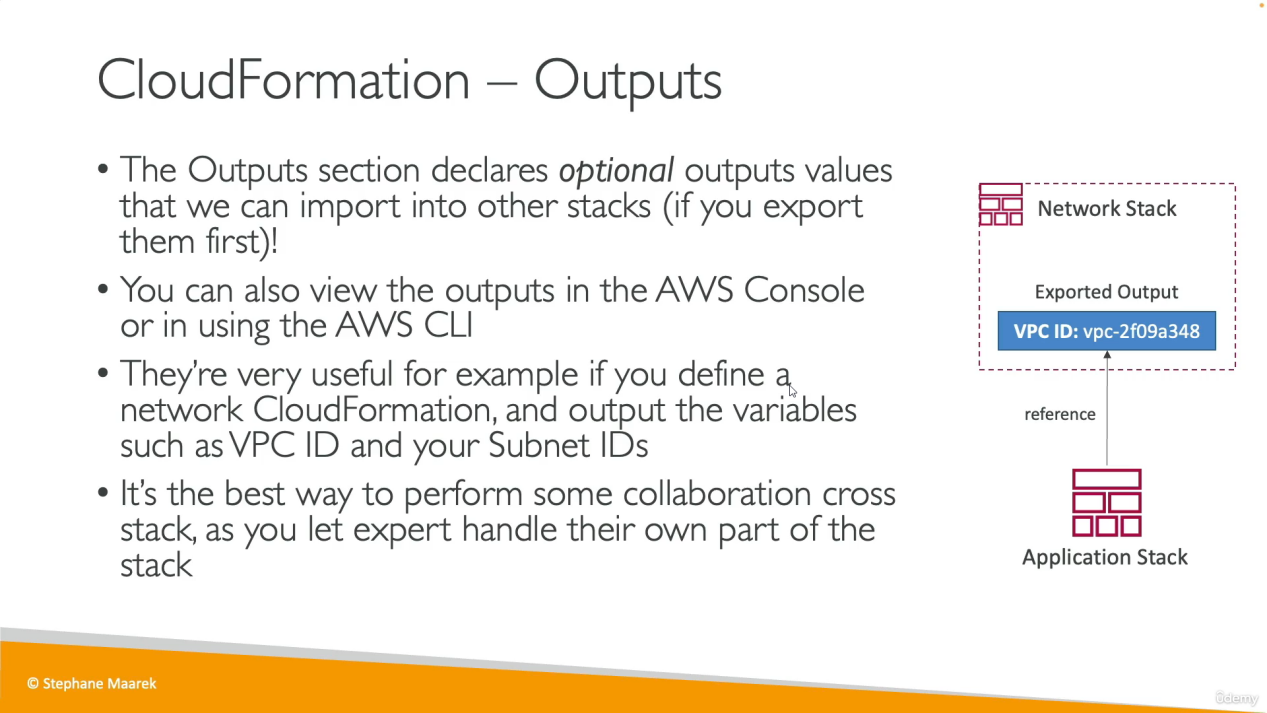 CloudFormation – Outputs
• The Outputs section declares optional outputs values
that we can import into other stacks (if you export
them first)!
• You can also view the outputs in the AWS Console
or in using the AWS CLI
• They’re very useful for example if you define a
network CloudFormation, and output the variables
such as VPC ID and your Subnet IDs
• It’s the best way to perform some collaboration cross
stack, as you let expert handle their own part of the
stack
Network Stack
Exported Output
VPC ID: vpc-2f09a348
reference
Application Stack
© Stephane Maarek
ûdemy